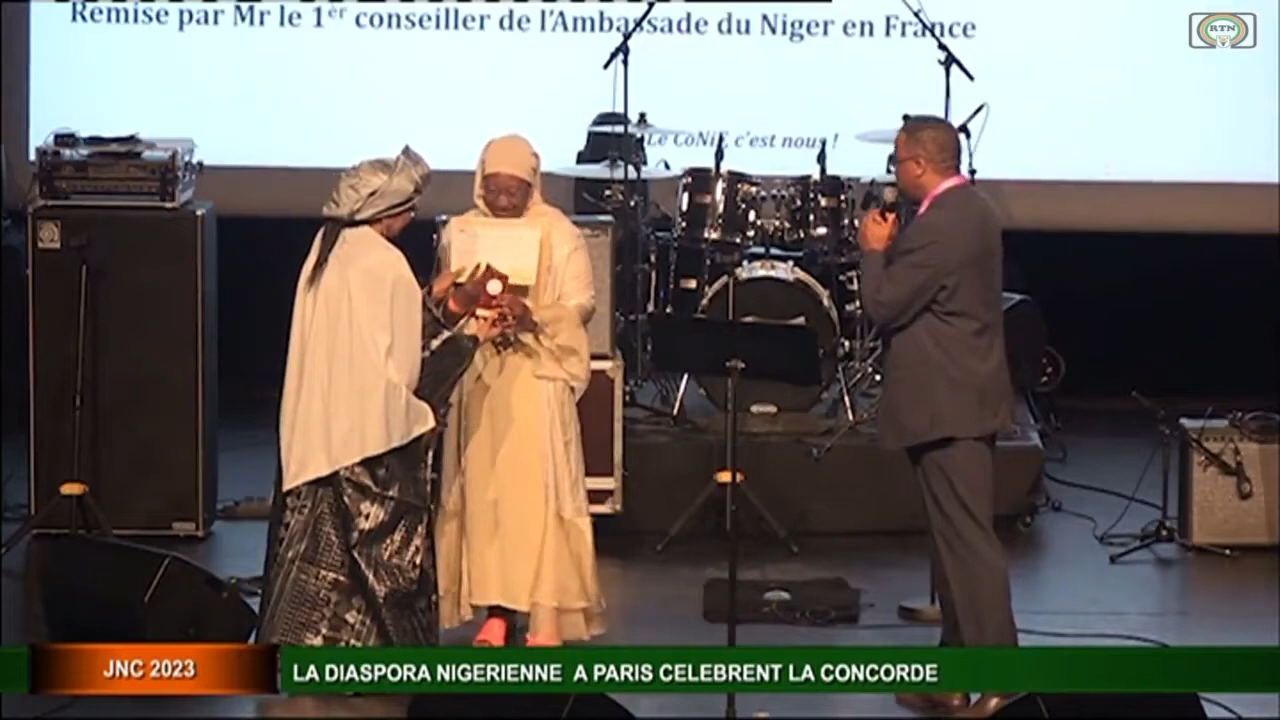 Remise par Mr le 1er conseiller de l'Ambassade du Niger en France
RTN
Le CoNiE c'est nous !
JNC 2023
LA DIASPORA NIGERIENNE A PARIS CELEBRENT LA CONCORDE